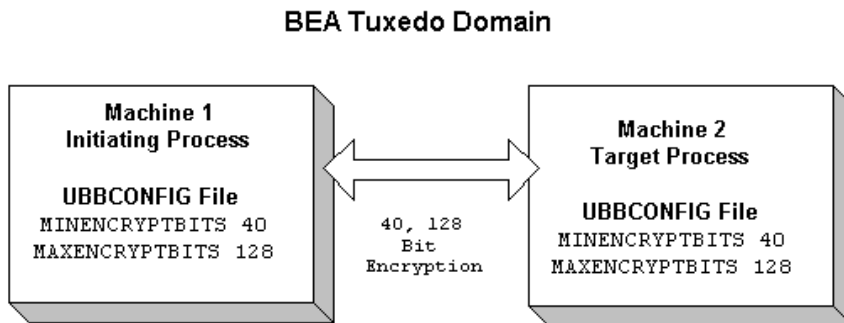 BEA Tuxedo Domain
Machine 1
Initiating Process
UBBCONFIG File
MINENCRYPTBITS 40
MAXENCRYPTBITS 128
40, 128
Bit
Encryption
Machine 2
Target Process
UBBCONFIG File
MINENCRYPTBITS 40
MAXENCRYPTBITS 128